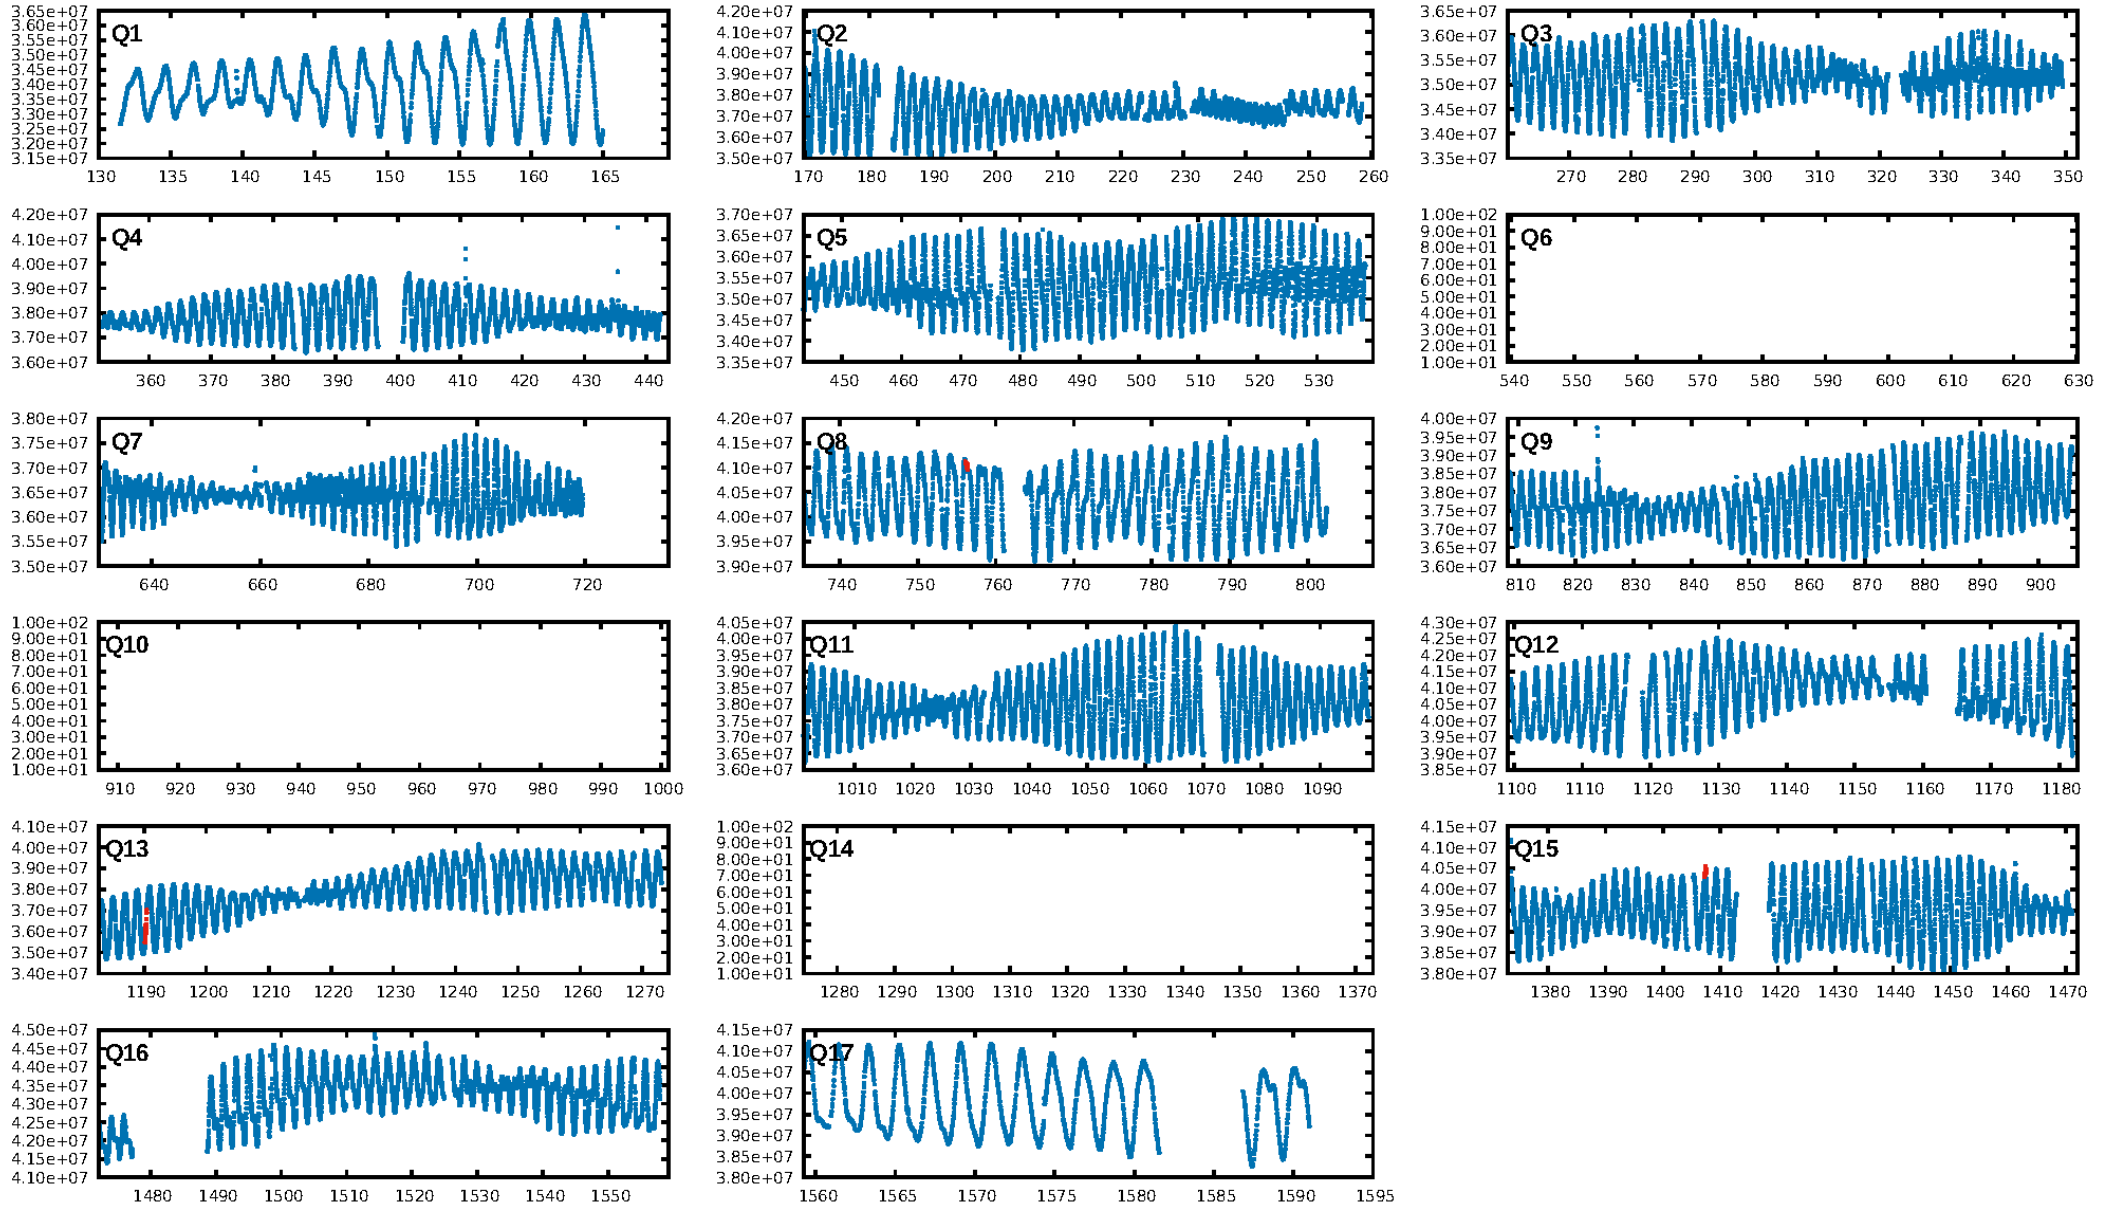 3.65e+07
3.60e+07
3.55e+07
3.50e+07
3.45e+07
3.40e+07
3.35e+07
3.30e+07
3.25e+07
3.20e+07
3.15e+07
Q1
130 135 140 145 150 155 160 165
4.20e+07
4.10e+07
4.00e+07
3.90e+07
3.80e+07
3.70e+07
3.60e+07
3.50e+07
Q2
170 180 190 200 210 220 230 240 250 260
3.65e+07
3.60e+07
3.55e+07
3.50e+07
3.45e+07
3.40e+07
3.35e+07
Q3
270 280 290 300 310 320 330 340 350
4.20e+07
4.10e+07
4.00e+07
3.90e+07
3.80e+07
3.70e+07
3.60e+07
Q4
360 370 380 390 400 410 420 430 440
3.70e+07
3.65e+07
3.60e+07
3.55e+07
3.50e+07
3.45e+07
3.40e+07
3.35e+07
Q5
450 460 470 480 490 500 510 520 530
1.00e+02
9.00e+01
8.00e+01
7.00e+01
6.00e+01
5.00e+01
4.00e+01
3.00e+01
2.00e+01
1.00e+01
Q6
540 550 560 570 580 590 600 610 620 630
3.80e+07
3.75e+07
3.70e+07
3.65e+07
3.60e+07
3.55e+07
3.50e+07
Q7
640 660 680 700 720
4.20e+07
4.15e+07
4.10e+07
4.05e+07
4.00e+07
3.95e+07
3.90e+07
Q8
740 750 760 770 780 790 800
4.00e+07
3.95e+07
3.90e+07
3.85e+07
3.80e+07
3.75e+07
3.70e+07
3.65e+07
3.60e+07
Q9
810 820 830 840 850 860 870 880 890 900
1.00e+02
9.00e+01
8.00e+01
7.00e+01
6.00e+01
5.00e+01
4.00e+01
3.00e+01
2.00e+01
1.00e+01
Q10
910 920 930 940 950 960 970 980 990 1000
4.05e+07
4.00e+07
3.95e+07
3.90e+07
3.85e+07
3.80e+07
3.75e+07
3.70e+07
3.65e+07
3.60e+07
Q11
1010 1020 1030 1040 1050 1060 1070 1080 1090
4.30e+07
4.25e+07
4.20e+07
4.15e+07
4.10e+07
4.05e+07
4.00e+07
3.95e+07
3.90e+07
3.85e+07
Q12
1100 1110 1120 1130 1140 1150 1160 1170 1180
4.10e+07
4.00e+07
3.90e+07
3.80e+07
3.70e+07
3.60e+07
3.50e+07
3.40e+07
Q13
1190 1200 1210 1220 1230 1240 1250 1260 1270
1.00e+02
9.00e+01
8.00e+01
7.00e+01
6.00e+01
5.00e+01
4.00e+01
3.00e+01
2.00e+01
1.00e+01
Q14
1280 1290 1300 1310 1320 1330 1340 1350 1360 1370
4.15e+07
4.10e+07
4.05e+07
4.00e+07
3.95e+07
3.90e+07
3.85e+07
3.80e+07
Q15
1380 1390 1400 1410 1420 1430 1440 1450 1460 1470
4.50e+07
4.45e+07
4.40e+07
4.35e+07
4.30e+07
4.25e+07
4.20e+07
4.15e+07
4.10e+07
Q16
1480 1490 1500 1510 1520 1530 1540 1550
4.15e+07
4.10e+07
4.05e+07
4.00e+07
3.95e+07
3.90e+07
3.85e+07
3.80e+07
Q17
1560 1565 1570 1575 1580 1585 1590 1595